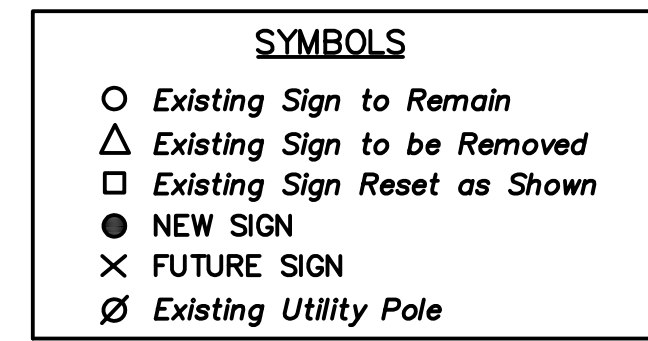 SYMBOLS
Existing Sign to Remain
Existing Sign to be Removed
Existing Sign Reset as Shown
NEW SIGN
FUTURE SIGN
Existing Utility Pole